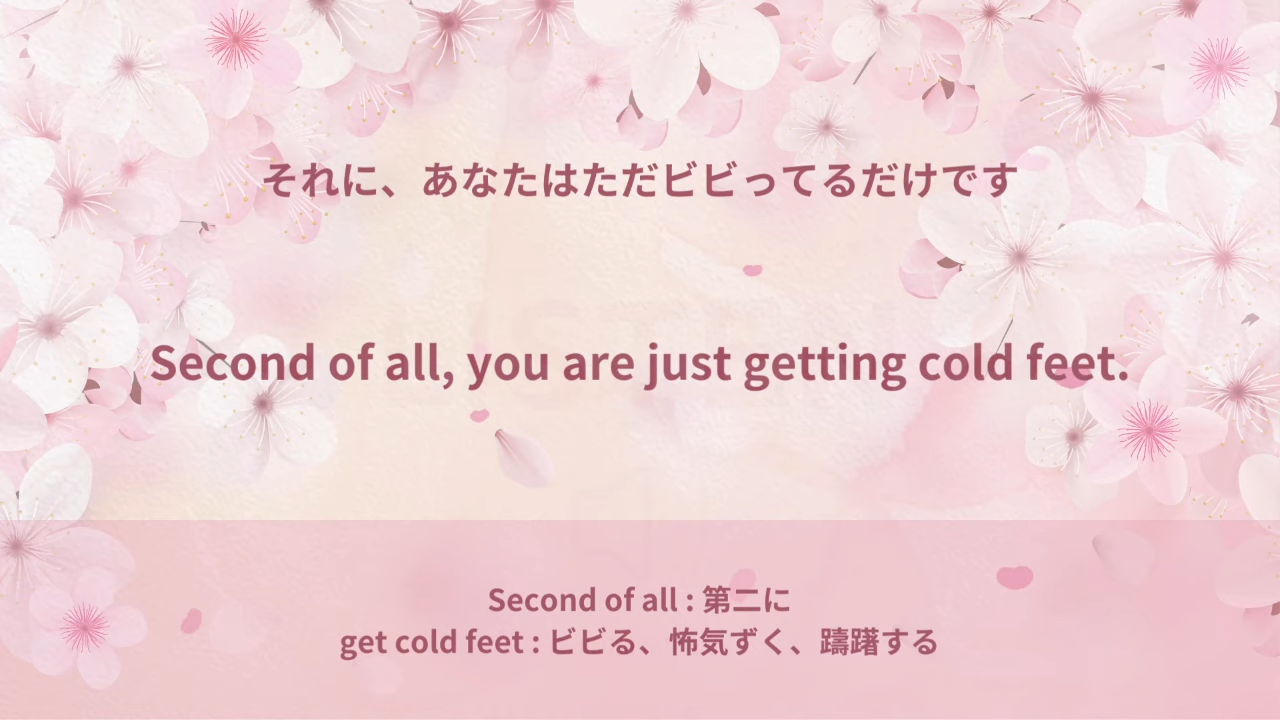 それに、あなたはただビビってるだけです
Second of all, you are just getting cold feet.
Second of all : 第二に
get cold feet : ビビる、怖気ずく、躊躇する